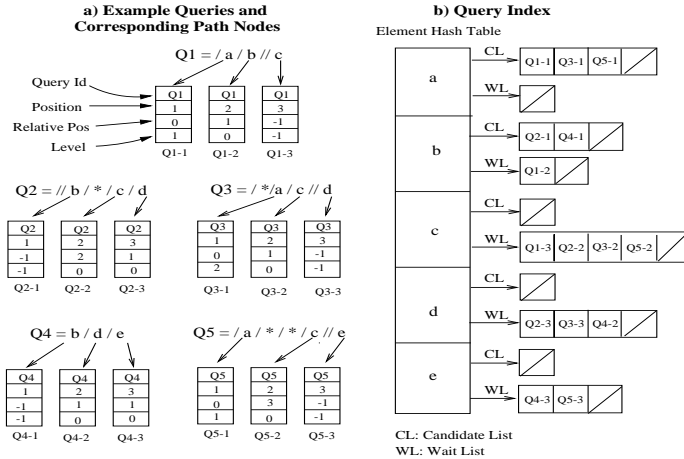 a) Example Queries and
Corresponding Path Nodes
Q1 = / a / b // c
Query Id
Position
Relative Pos
Level
Q1 Q1 Q1
1 2 3
0 1 -1
1 0 -1
Q1-1 Q1-2 Q1-3
Q2 = // b / * / c / d
Q2 Q2 Q2
1 2 3
-1 2 1
-1 0 0
Q2-1 Q2-2 Q2-3
Q3 = / */a / c // d
Q3 Q3 Q3
1 2 3
0 1 -1
2 0 -1
Q3-1 Q3-2 Q3-3
Q4 = b / d / e
Q4 Q4 Q4
1 2 3
-1 1 1
-1 0 0
Q4-1 Q4-2 Q4-3
Q5 = / a / * / * / c // e
Q5 Q5 Q5
1 2 3
0 3 -1
1 0 -1
Q5-1 Q5-2 Q5-3
b) Query Index
Element Hash Table
a
CL Q1-1 Q3-1 Q5-1
WL
b
CL Q2-1 Q4-1
WL Q1-2
c
CL
WL Q1-3 Q2-2 Q3-2 Q5-2
d
CL
WL Q2-3 Q3-3 Q4-2
e
CL
WL Q4-3 Q5-3
CL: Candidate List
WL: Wait List